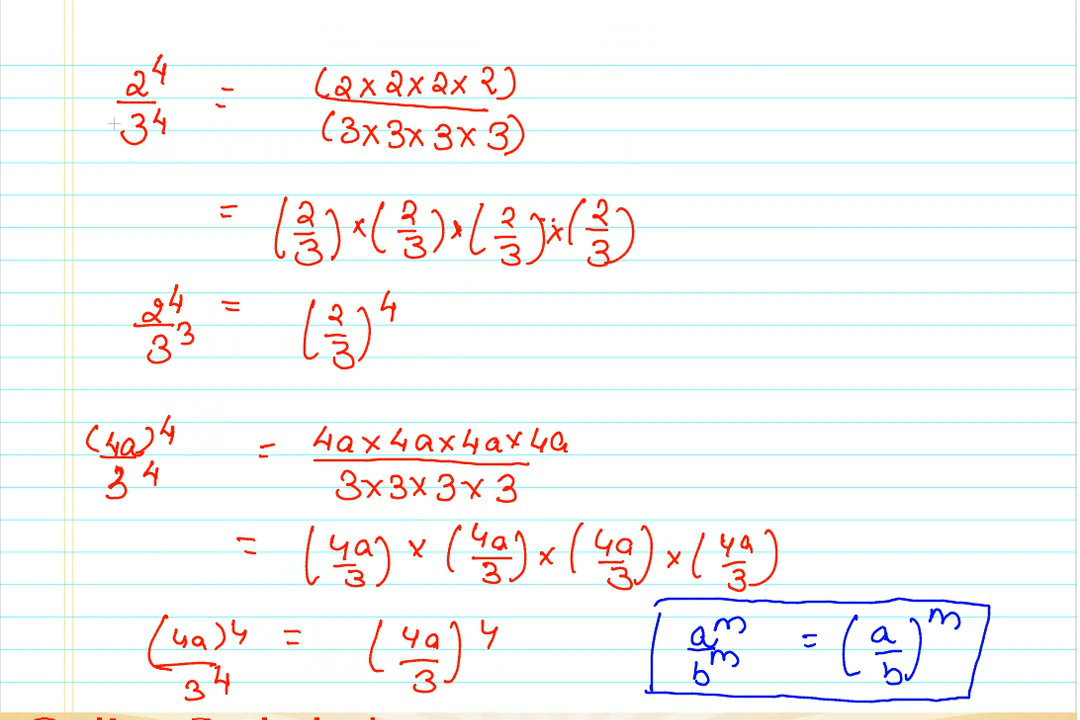 2^4/3^4 = (2×2×2×2)/(3×3×3×3)
= (2/3)×(2/3)×(2/3)×(2/3)
2^4/3^3 = (2/3)^4
(4a)^4/3^4 = 4a×4a×4a×4a/3×3×3×3
= (4a/3)×(4a/3)×(4a/3)×(4a/3)
(4a)^4/3^4 = (4a/3)^4
a^m/b^m = (a/b)^m